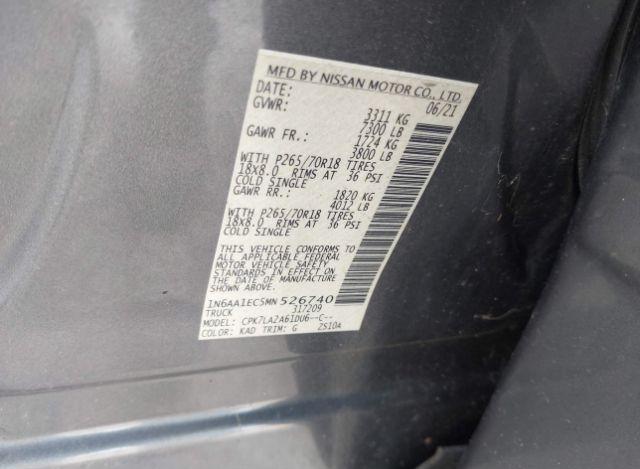 MFD BY NISSAN MOTOR CO., LTD.
DATE: 06/21
GVWR: 3311 KG
7300 LB
GAWR FR.: 1724 KG
3800 LB
WITH P265/70R18 TIRES
18X8.0 RIMS AT 36 PSI
COLD SINGLE
GAWR RR.: 1820 KG
4012 LB
WITH P265/70R18 TIRES
18X8.0 RIMS AT 36 PSI
COLD SINGLE
THIS VEHICLE CONFORMS TO
ALL APPLICABLE FEDERAL
MOTOR VEHICLE SAFETY
STANDARDS IN EFFECT ON
THE DATE OF MANUFACTURE
SHOWN ABOVE.
1N6AA1EC5MN526740
TRUCK 317209
MODEL: CPK7LA2A61DU6--C--
COLOR: KAD TRIM: G ZS10A